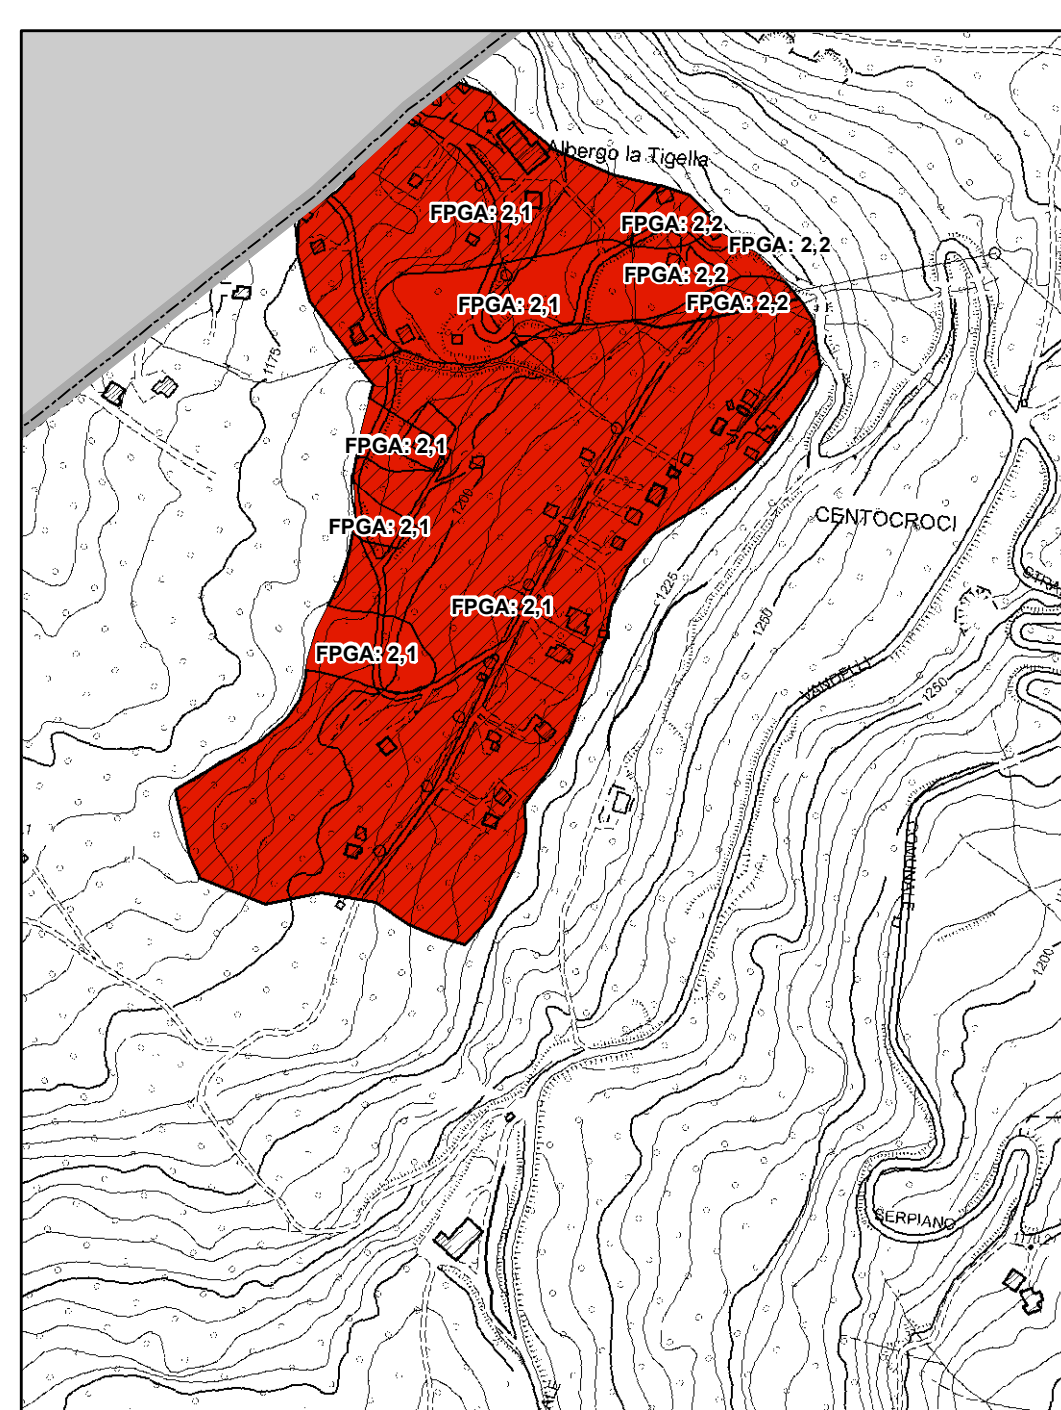 Albergo la Tigella
FPGA: 2,1
FPGA: 2,2
FPGA: 2,2
FPGA: 2,2
FPGA: 2,1
FPGA: 2,2
1175
FPGA: 2,1
1200
FPGA: 2,1
CENTOCROCI
FPGA: 2,1
1225
1250
FPGA: 2,1
VANDELLI
1250
COMUNALE
1200
SERPIANO